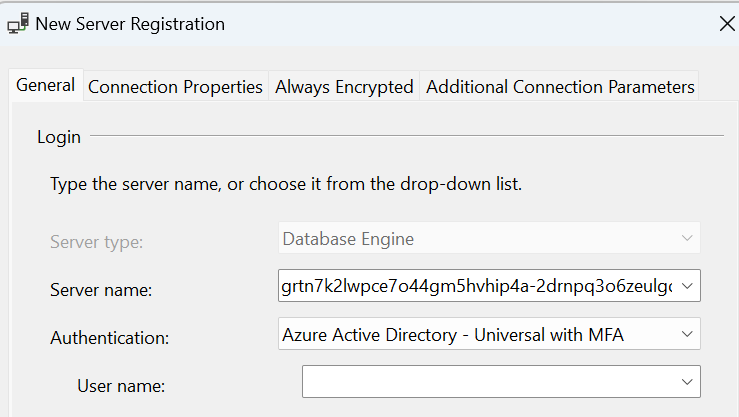 New Server Registration
General Connection Properties Always Encrypted Additional Connection Parameters
Login
Type the server name, or choose it from the drop-down list.
Server type: Database Engine
Server name: grtn7k2lwpce7o44gm5hvhip4a-2drnpq3o6zeulgc
Authentication: Azure Active Directory - Universal with MFA
User name: